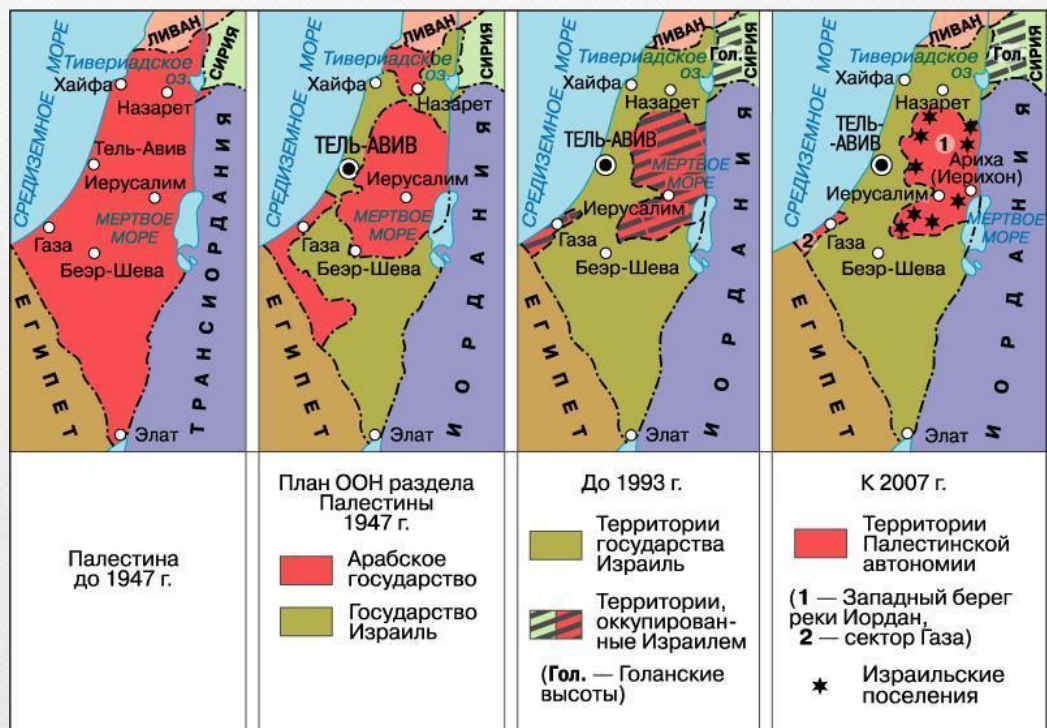 СРЕДИЗЕМНОЕ МОРЕ
ЛИВАН
СИРИЯ
Тивериадское
оз.
Хайфа
Назарет
Тель-Авив
Иерусалим
МЕРТВОЕ
МОРЕ
Газа
Беэр-Шева
ЕГИПЕТ
ТРАНСИОРДАНИЯ
Элат
Палестина
до 1947 г.
СРЕДИЗЕМНОЕ МОРЕ
ЛИВАН
СИРИЯ
Тивериадское
оз.
Хайфа
Назарет
ТЕЛЬ-АВИВ
Иерусалим
МЕРТВОЕ
МОРЕ
Газа
Беэр-Шева
ЕГИПЕТ
ИОРДАНИЯ
Элат
План ООН раздела
Палестины
1947 г.
Арабское
государство
Государство
Израиль
СРЕДИЗЕМНОЕ МОРЕ
ЛИВАН
СИРИЯ
Гол.
Тивериадское
оз.
Хайфа
Назарет
ТЕЛЬ-АВИВ
МЕРТВОЕ
МОРЕ
Иерусалим
Газа
Беэр-Шева
ЕГИПЕТ
ИОРДАНИЯ
Элат
До 1993 г.
Территории
государства
Израиль
Территории,
оккупирован-
ные Израилем
(Гол. — Голанские
высоты)
СРЕДИЗЕМНОЕ МОРЕ
ЛИВАН
СИРИЯ
Гол.
Тивериадское
оз.
Хайфа
Назарет
ТЕЛЬ-
-АВИВ
1
Ариха
(Иерихон)
Иерусалим
МЕРТВОЕ
МОРЕ
2
Газа
Беэр-Шева
ЕГИПЕТ
ИОРДАНИЯ
Элат
К 2007 г.
Территории
Палестинской
автономии
(1 — Западный берег
реки Иордан,
2 — сектор Газа)
Израильские
поселения